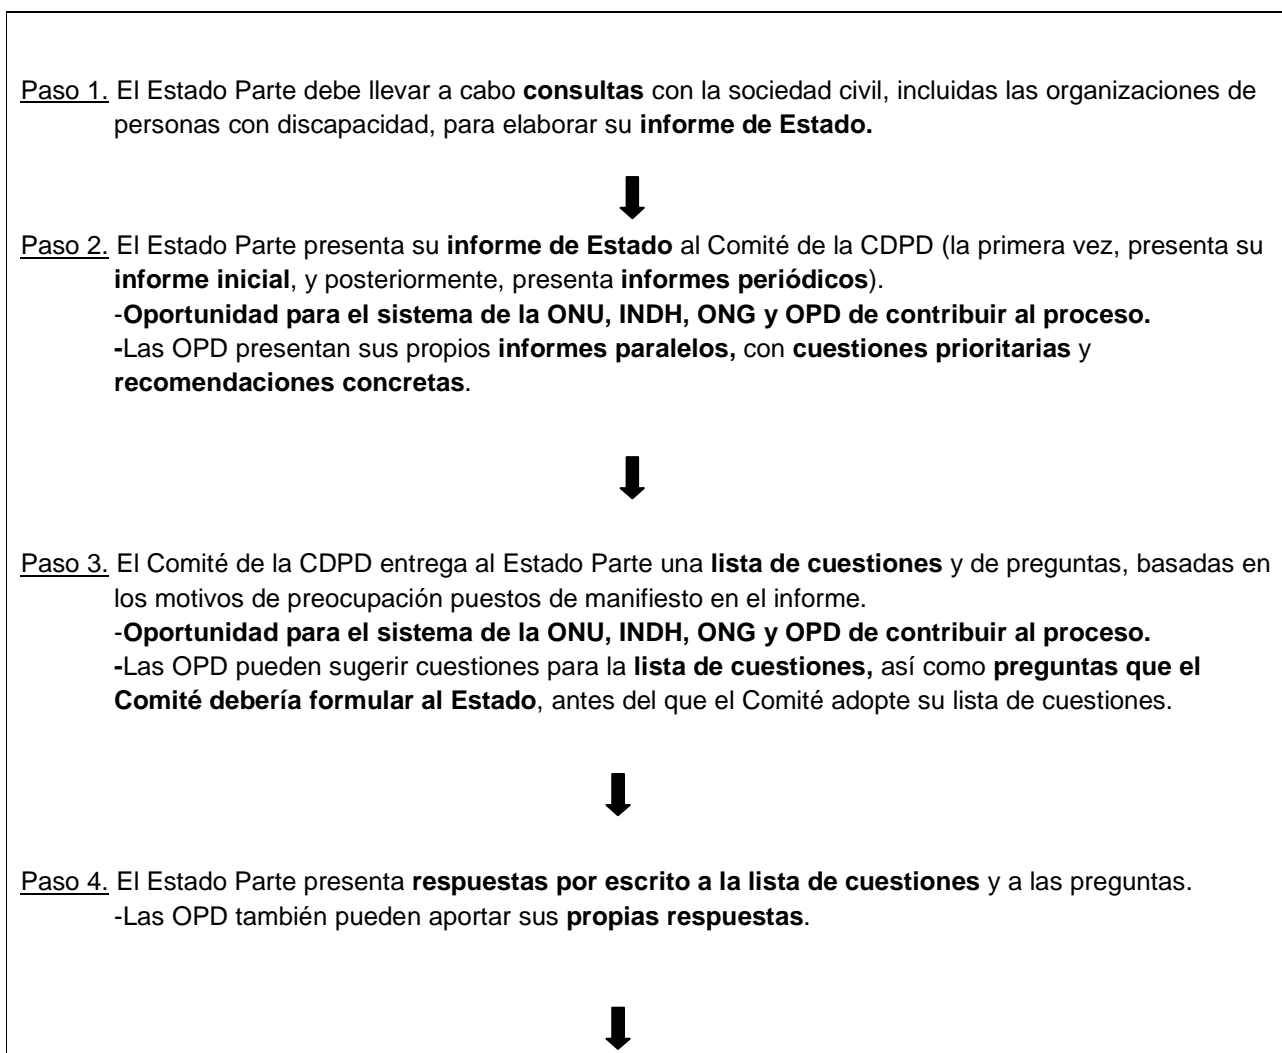 Paso 1. El Estado Parte debe llevar a cabo consultas con la sociedad civil, incluidas las organizaciones de
personas con discapacidad, para elaborar su informe de Estado.
Paso 2. El Estado Parte presenta su informe de Estado al Comité de la CDPD (la primera vez, presenta su
informe inicial, y posteriormente, presenta informes periódicos).
-Oportunidad para el sistema de la ONU, INDH, ONG y OPD de contribuir al proceso.
-Las OPD presentan sus propios informes paralelos, con cuestiones prioritarias y
recomendaciones concretas.
Paso 3. El Comité de la CDPD entrega al Estado Parte una lista de cuestiones y de preguntas, basadas en
los motivos de preocupación puestos de manifiesto en el informe.
-Oportunidad para el sistema de la ONU, INDH, ONG y OPD de contribuir al proceso.
-Las OPD pueden sugerir cuestiones para la lista de cuestiones, así como preguntas que el
Comité debería formular al Estado, antes del que el Comité adopte su lista de cuestiones.
Paso 4. El Estado Parte presenta respuestas por escrito a la lista de cuestiones y a las preguntas.
-Las OPD también pueden aportar sus propias respuestas.